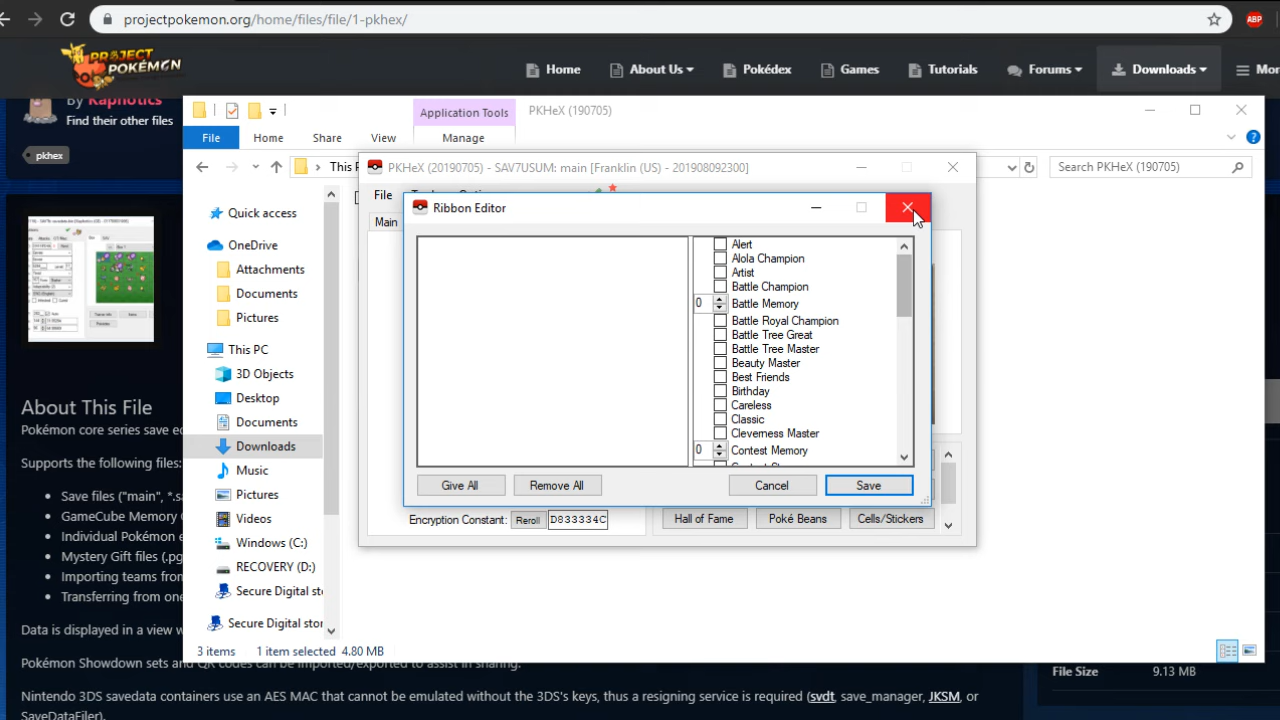 projectpokemon.org/home/files/file/1-pkhex/
ABP
PROJECT
POKÉMON
Home
About Us
Pokédex
Games
Tutorials
Forums
Downloads
By Kaphotics
Find their other files
pkhex
Application Tools
PKHeX (190705)
File
Home
Share
View
Manage
Search PKHeX (190705)
Quick access
OneDrive
Attachments
Documents
Pictures
This PC
3D Objects
Desktop
Documents
Downloads
Music
Pictures
Videos
Windows (C:)
RECOVERY (D:)
Secure Digital sto
Secure Digital stora
3 items
1 item selected
4.80 MB
PKHeX (20190705) - SAV7USUM: main [Franklin (US) - 201908092300]
File
Main
Ribbon Editor
Alert
Alola Champion
Artist
Battle Champion
0 Battle Memory
Battle Royal Champion
Battle Tree Great
Battle Tree Master
Beauty Master
Best Friends
Birthday
Careless
Classic
Cleverness Master
0 Contest Memory
Give All
Remove All
Cancel
Save
Encryption Constant:
Reroll
D833334C
Hall of Fame
Poké Beans
Cells/Stickers
About This File
Pokémon core series save ed
Supports the following files:
Save files ("main", *.sa
GameCube Memory C
Individual Pokémon e
Mystery Gift files (.pg
Importing teams from
Transferring from one
Data is displayed in a view w
Pokémon Showdown sets and QR codes can be imported/exported to assist in sharing.
Nintendo 3DS savedata containers use an AES MAC that cannot be emulated without the 3DS's keys, thus a resigning service is required (svdt, save_manager, JKSM, or
SaveDataFiler).
File Size
9.13 MB